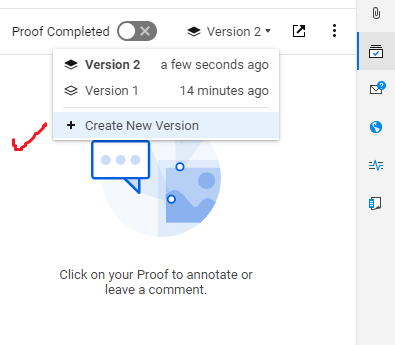 Proof Completed Version 2
Version 2 a few seconds ago
Version 1 14 minutes ago
+ Create New Version
Click on your Proof to annotate or
leave a comment.